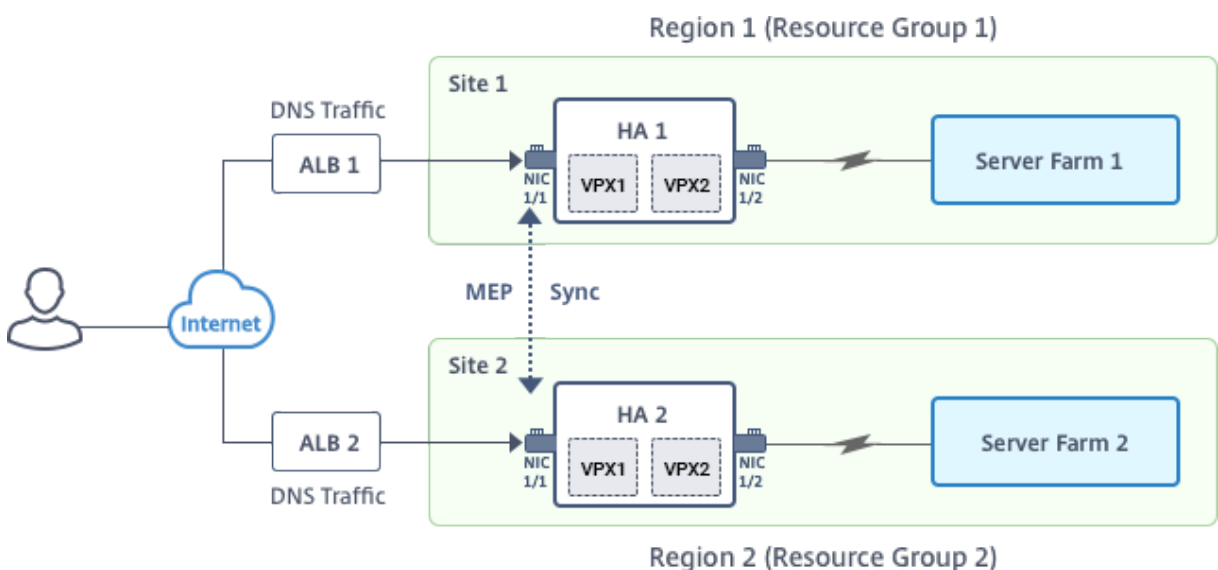 Region 1 (Resource Group 1)
Site 1
DNS Traffic
ALB 1
HA 1
VPX1
VPX2
NIC
1/1
NIC
1/2
Server Farm 1
MEP
Sync
Internet
Site 2
ALB 2
DNS Traffic
HA 2
VPX1
VPX2
NIC
1/1
NIC
1/2
Server Farm 2
Region 2 (Resource Group 2)